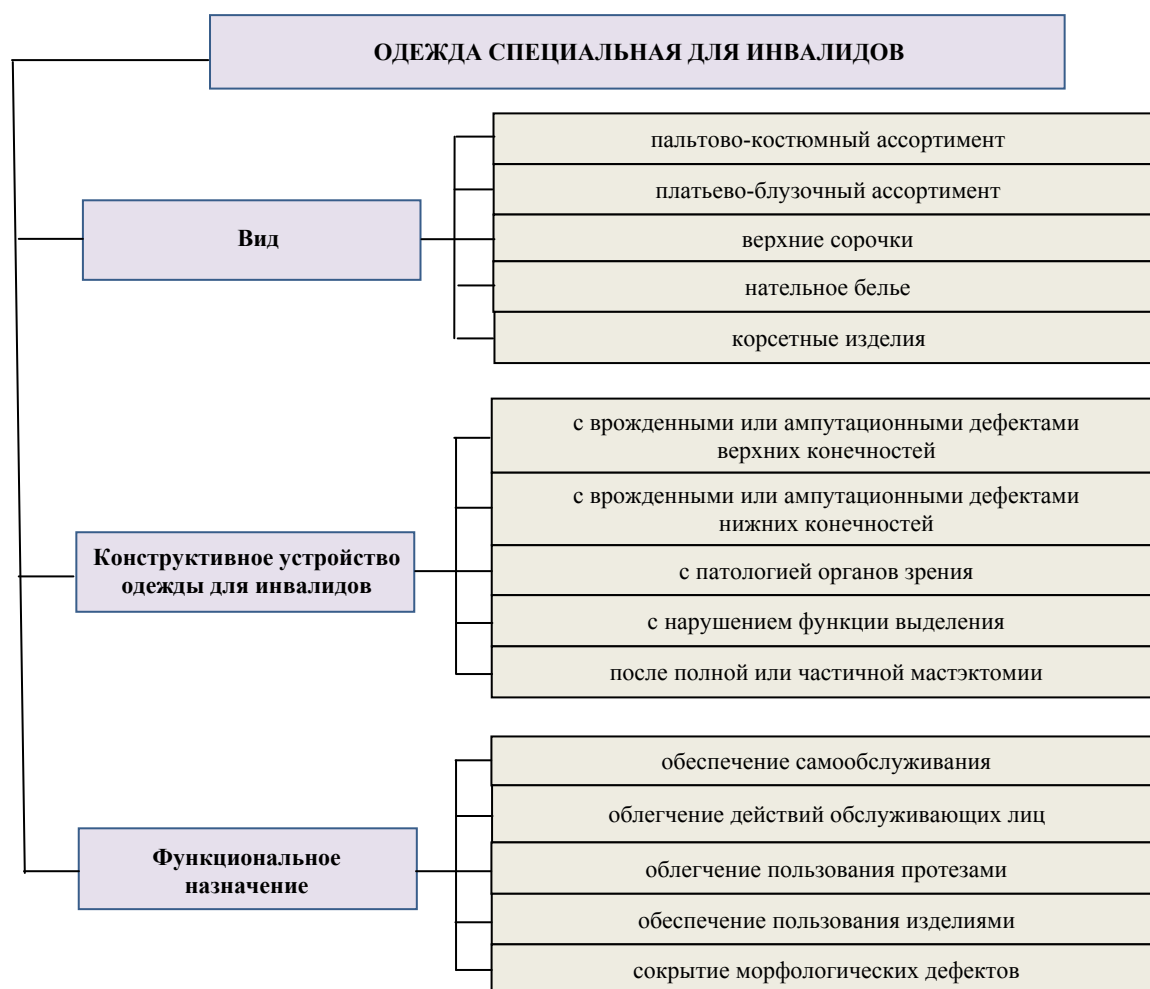 ОДЕЖДА СПЕЦИАЛЬНАЯ ДЛЯ ИНВАЛИДОВ
Вид
пальтово-костюмный ассортимент
платьево-блузочный ассортимент
верхние сорочки
нательное белье
корсетные изделия
Конструктивное устройство
одежды для инвалидов
с врожденными или ампутационными дефектами
верхних конечностей
с врожденными или ампутационными дефектами
нижних конечностей
с патологией органов зрения
с нарушением функции выделения
после полной или частичной мастэктомии
Функциональное
назначение
обеспечение самообслуживания
облегчение действий обслуживающих лиц
облегчение пользования протезами
обеспечение пользования изделиями
сокрытие морфологических дефектов